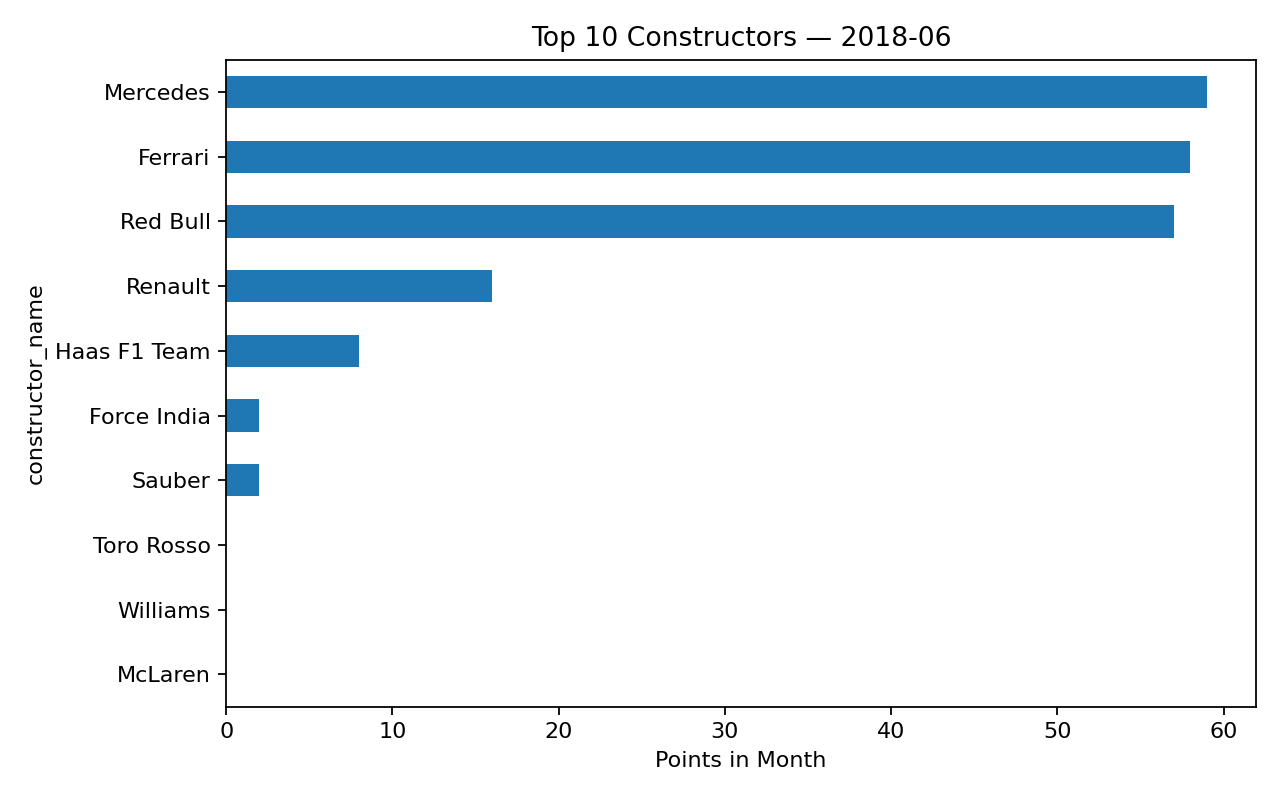 Top 10 Constructors — 2018-06
constructor_name
Mercedes
Ferrari
Red Bull
Renault
Haas F1 Team
Force India
Sauber
Toro Rosso
Williams
McLaren
0 10 20 30 40 50 60
Points in Month